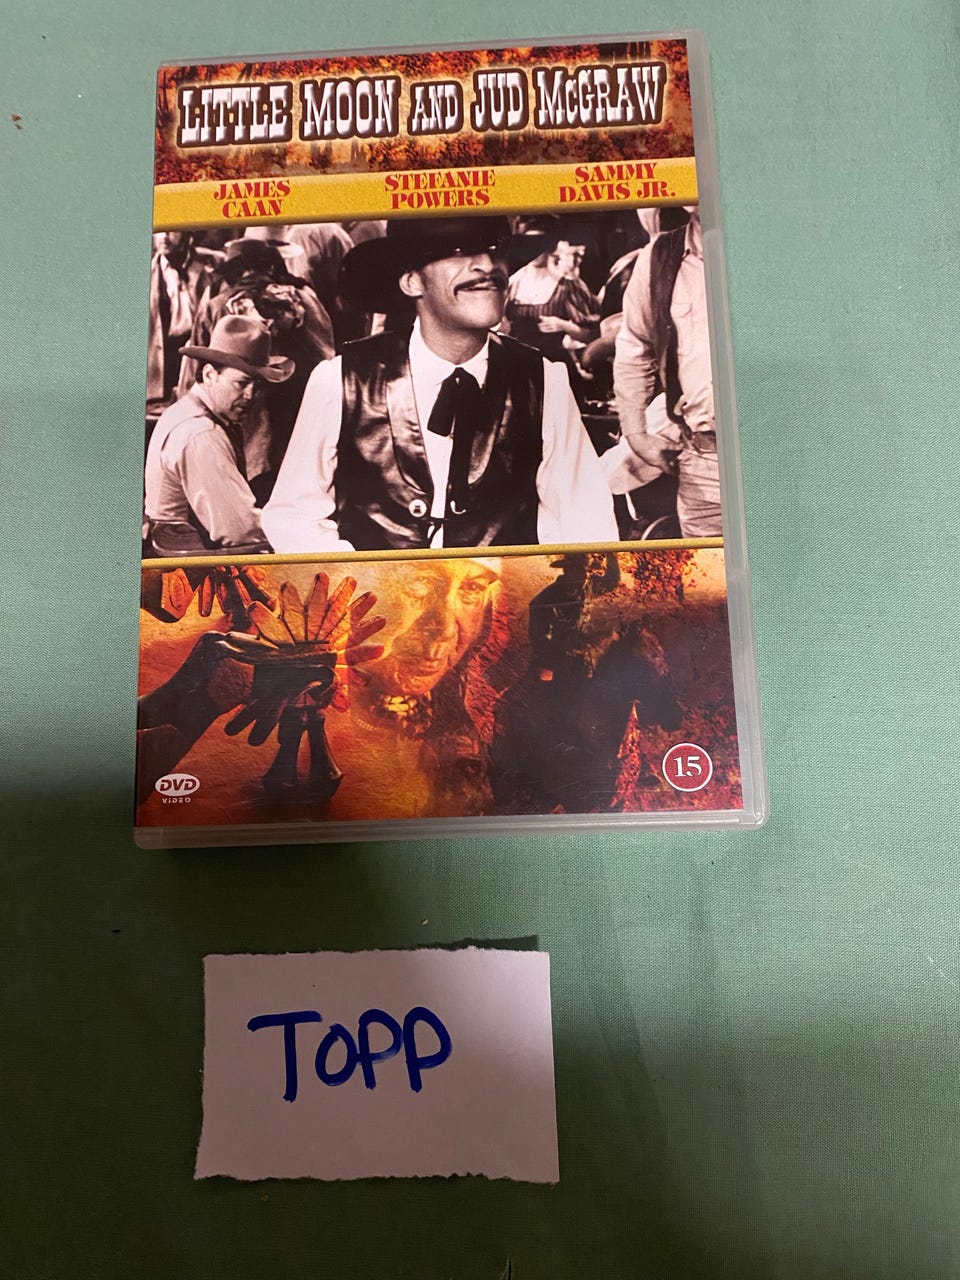 LITTLE MOON AND JUD McGRAW
JAMES
CAAN
STEFANIE
POWERS
SAMMY
DAVIS JR.
DVD
VIDEO
15
TOPP